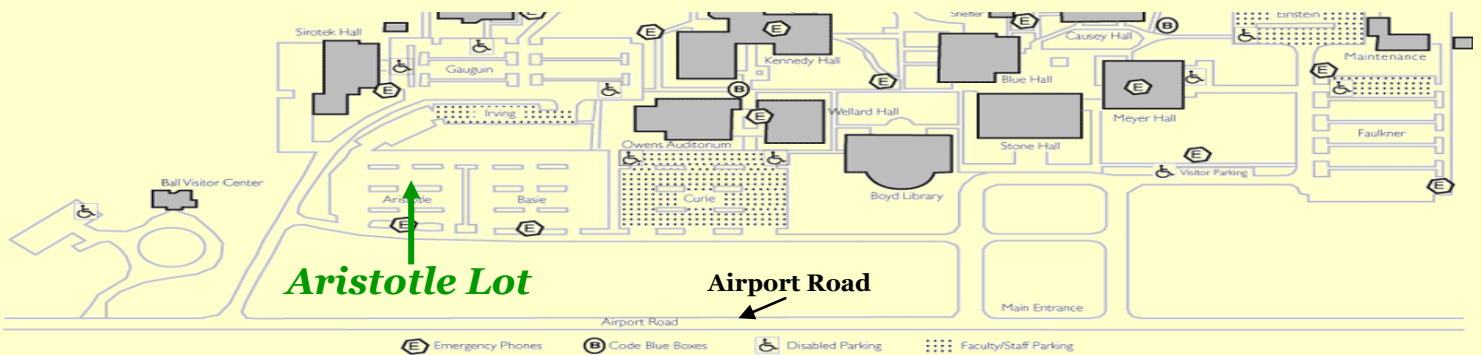 Shelter
Einstein
Sirotek Hall
Causey Hall
Kennedy Hall
Maintenance
Gauguin
Blue Hall
E
B
Irving
Wellard Hall
Meyer Hall
Faulkner
Owens Auditorium
Stone Hall
Visitor Parking
Ball Visitor Center
Aristotle
Basie
Curie
Boyd Library
Aristotle Lot
Airport Road
Main Entrance
Airport Road
E Emergency Phones
B Code Blue Boxes
Disabled Parking
Faculty/Staff Parking